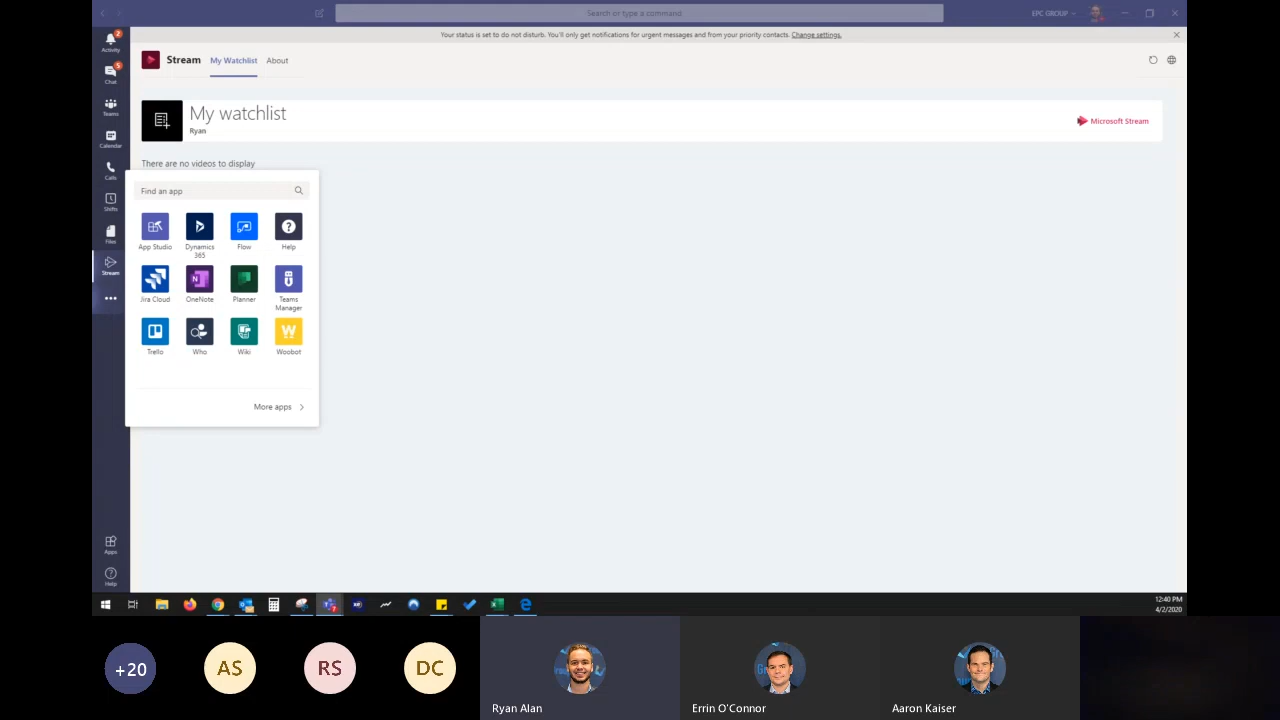 Search or type a command
EPC GROUP
Your status is set to do not disturb. You'll only get notifications for urgent messages and from your priority contacts. Change settings.
2
Activity
5
Chat
Teams
Calendar
Calls
Shifts
Files
Stream
Apps
Help
Stream
My Watchlist
About
My watchlist
Ryan
Microsoft Stream
There are no videos to display
Find an app
App Studio
Dynamics
365
Flow
Help
Jira Cloud
OneNote
Planner
Teams
Manager
Trello
Who
Wiki
Woobot
More apps
12:40 PM
4/2/2020
+20
AS
RS
DC
Ryan Alan
Errin O'Connor
Aaron Kaiser